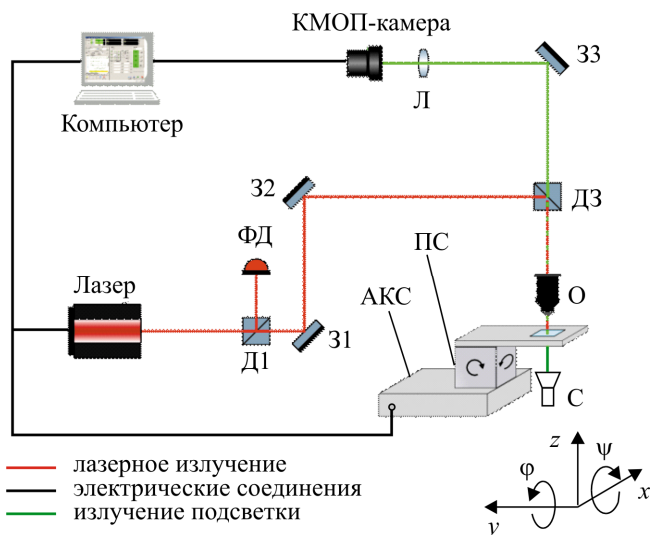 КМОП-камера
З3
Л
Компьютер
З2
ДЗ
ФД
ПС
Лазер
АКС
О
З1
Д1
С
z
ψ
φ
x
y
лазерное излучение
электрические соединения
излучение подсветки